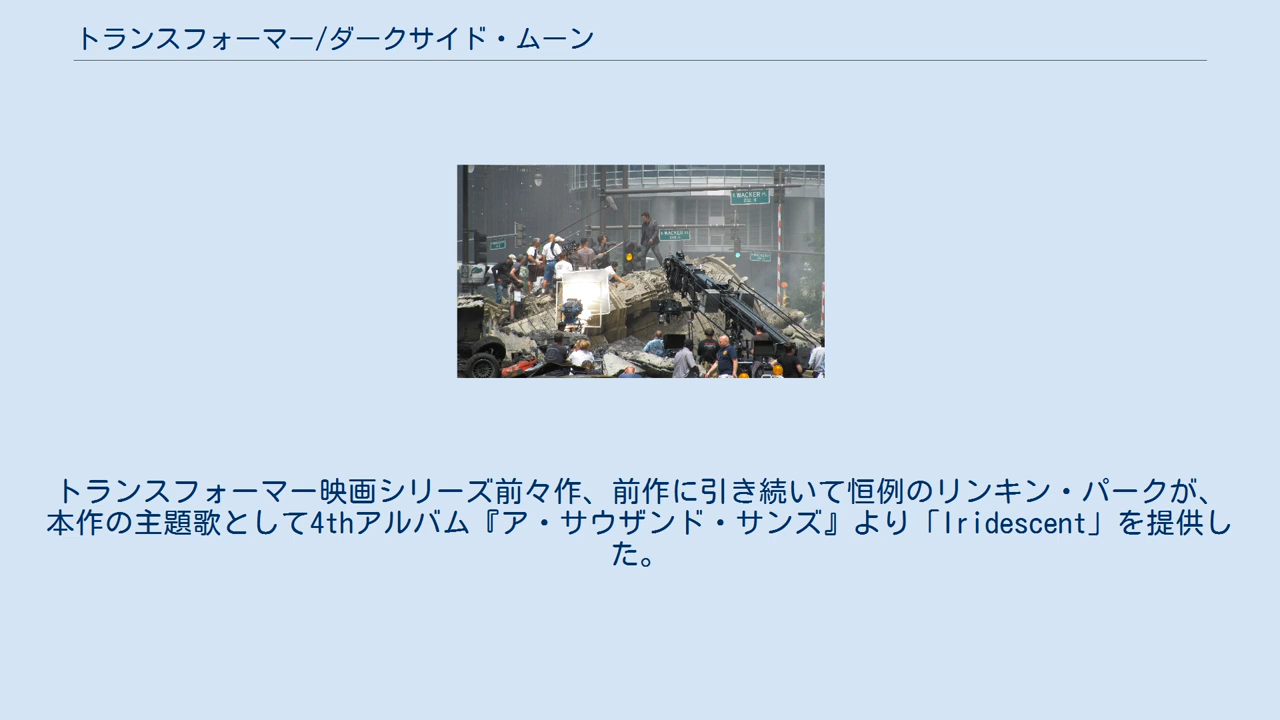 トランスフォーマー/ダークサイド・ムーン
WACKER
WACKER
トランスフォーマー映画シリーズ前々作、前作に引き続いて恒例のリンキン・パークが、
本作の主題歌として4thアルバム『ア・サウザンド・サンズ』より「Iridescent」を提供し
た。